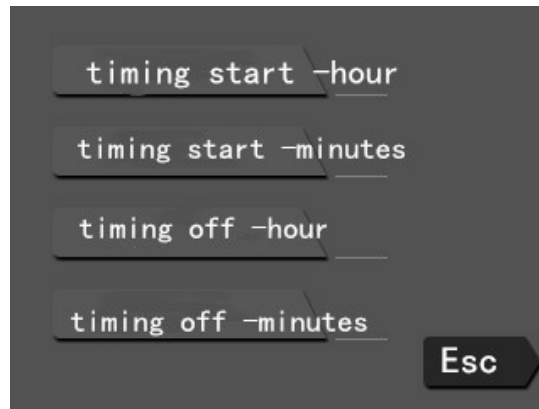 timing start -hour
timing start -minutes
timing off -hour
timing off -minutes
Esc